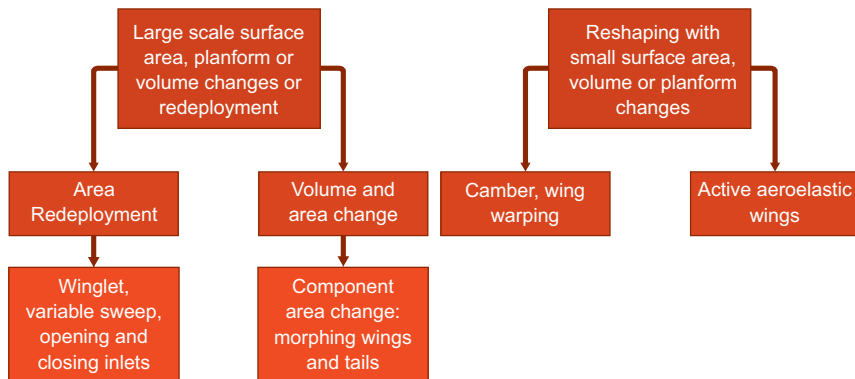 Large scale surface
area, planform or
volume changes or
redeployment
Reshaping with
small surface area,
volume or planform
changes
Area
Redeployment
Volume and
area change
Camber, wing
warping
Active aeroelastic
wings
Winglet,
variable sweep,
opening and
closing inlets
Component
area change:
morphing wings
and tails